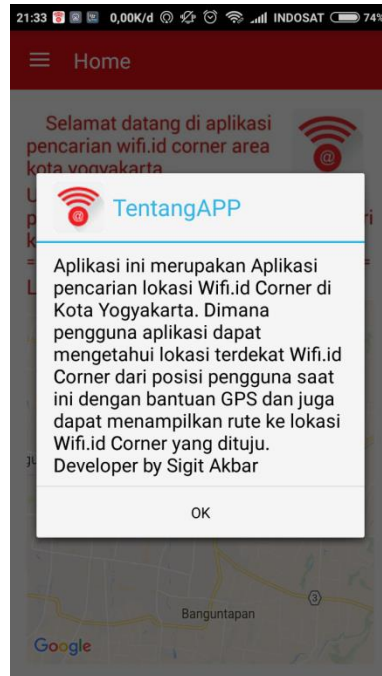 21:33 0,00K/d INDOSAT 74%
Home
Selamat datang di aplikasi
pencarian wifi.id corner area
kota yogyakarta
TentangAPP
Aplikasi ini merupakan Aplikasi
pencarian lokasi Wifi.id Corner di
Kota Yogyakarta. Dimana
pengguna aplikasi dapat
mengetahui lokasi terdekat Wifi.id
Corner dari posisi pengguna saat
ini dengan bantuan GPS dan juga
dapat menampilkan rute ke lokasi
Wifi.id Corner yang dituju.
Developer by Sigit Akbar
OK
3
Banguntapan
Google